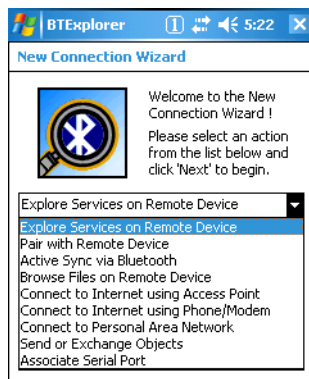 BTExplorer 1 5:22
New Connection Wizard
Welcome to the New
Connection Wizard !
Please select an action
from the list below and
click 'Next' to begin.
Explore Services on Remote Device
Explore Services on Remote Device
Pair with Remote Device
Active Sync via Bluetooth
Browse Files on Remote Device
Connect to Internet using Access Point
Connect to Internet using Phone/Modem
Connect to Personal Area Network
Send or Exchange Objects
Associate Serial Port